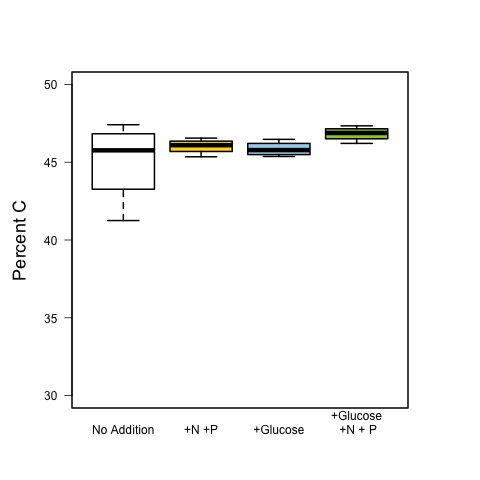 Percent C
50
45
40
35
30
No Addition
+N +P
+Glucose
+Glucose
+N + P